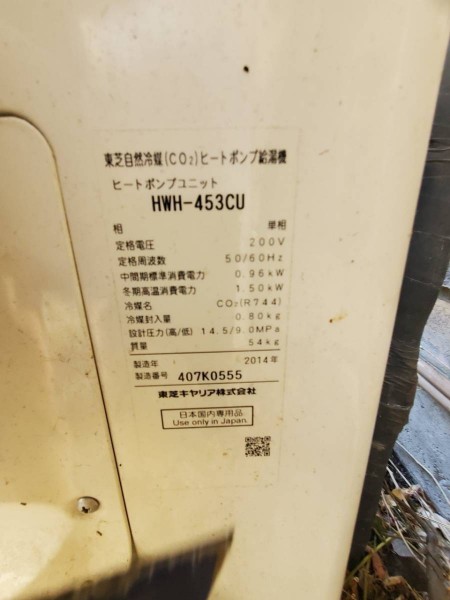 東芝自然冷媒(CO₂)ヒートポンプ給湯機
ヒートポンプユニット
HWH-453CU
相 単相
定格電圧 200V
定格周波数 50/60Hz
中間期標準消費電力 0.96kW
冬期高温消費電力 1.50kW
冷媒名 CO₂(R744)
冷媒封入量 0.80kg
設計圧力(高/低) 14.5/9.0MPa
質量 54kg
製造年 2014年
製造番号 407K0555
東芝キヤリア株式会社
日本国内専用品
Use only in Japan.